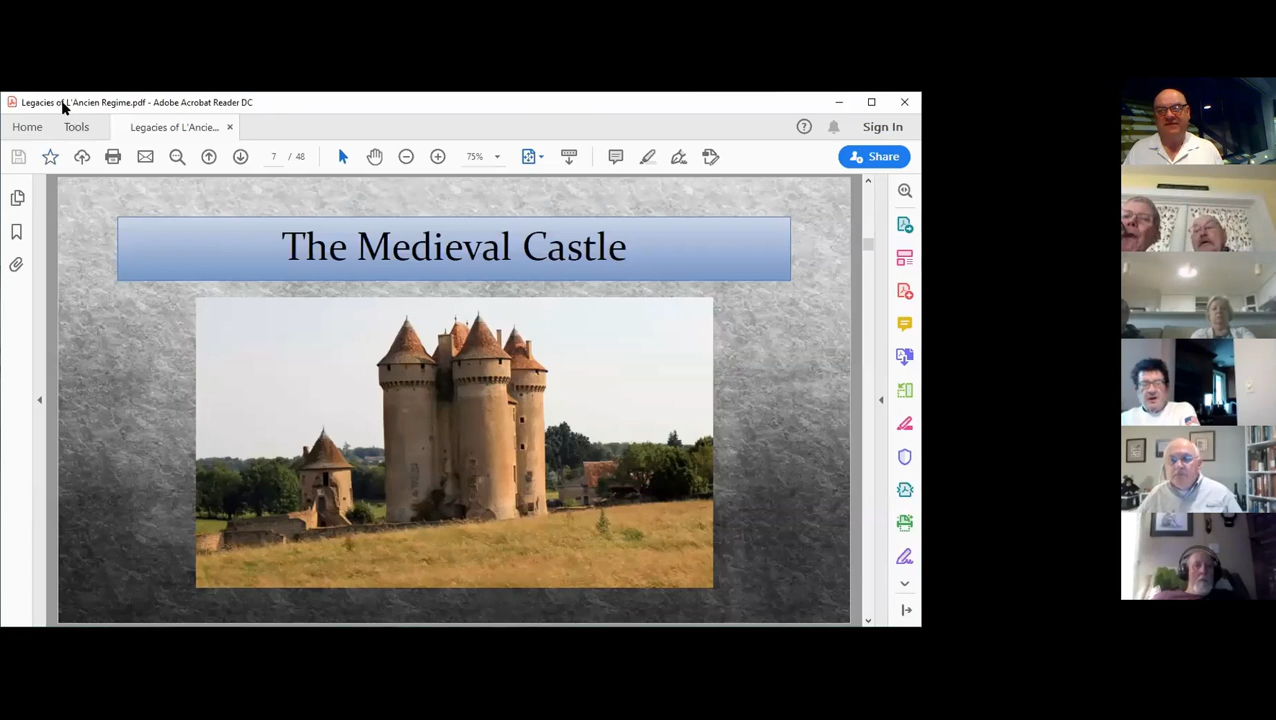 Legacies of L'Ancien Regime.pdf - Adobe Acrobat Reader DC
Home
Tools
Legacies of L'Ancie...
Sign In
7 / 48
75%
Share
The Medieval Castle